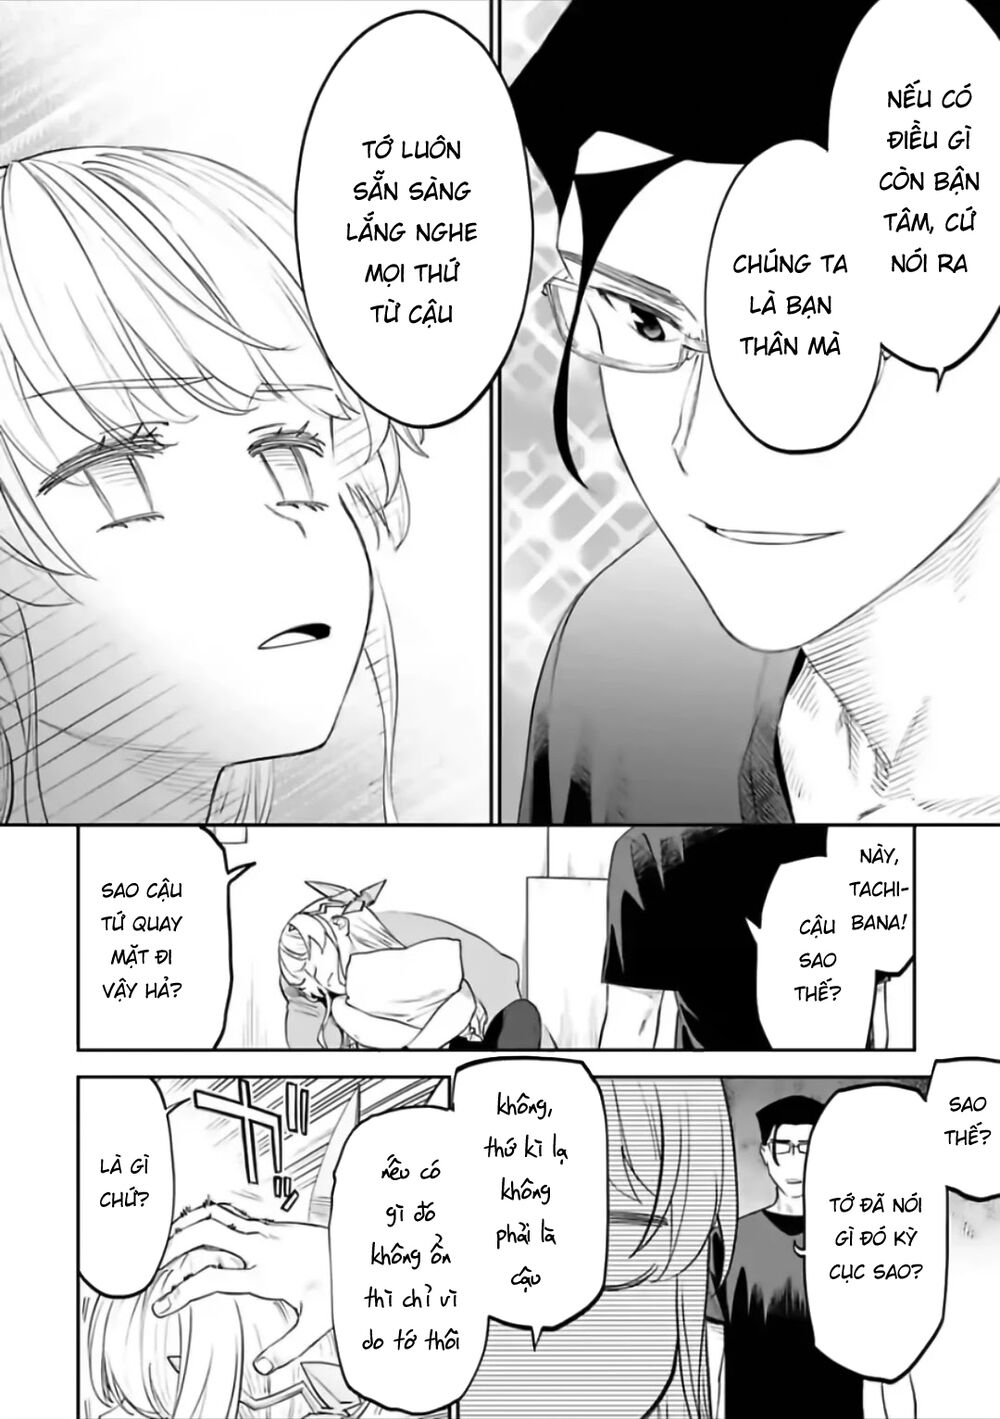 NẾU CÓ
ĐIỀU GÌ
CÒN BẬN
TÂM, CỨ
NÓI RA
CHÚNG TA
LÀ BẠN
THÂN MÀ
TỚ LUÔN
SẴN SÀNG
LẮNG NGHE
MỌI THỨ
TỪ CẬU
NÀY,
TACHI-
BANA!
CẬU
SAO
THẾ?
SAO CẬU
TỨ QUAY
MẶT ĐI
VẬY HẢ?
SAO
THẾ?
TỚ ĐÃ NÓI
GÌ ĐÓ KỲ
CỤC SAO?
không,
thứ kì lạ
không
phải là
cậu
nếu có
gì đó
không ổn
thì chỉ vì
do tớ thôi
LÀ GÌ
CHỨ?